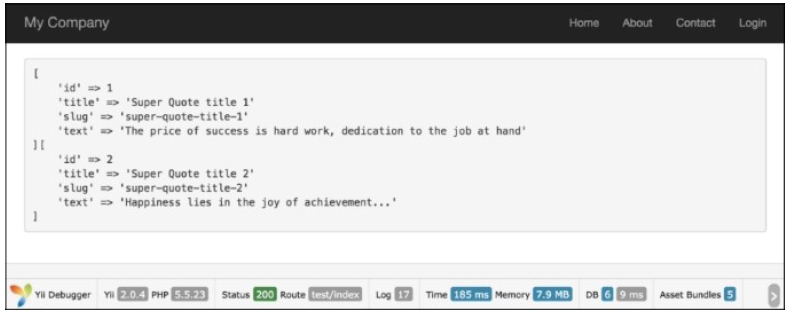 My Company Home About Contact Login
[
'id' => 1
'title' => 'Super Quote title 1'
'slug' => 'super-quote-title-1'
'text' => 'The price of success is hard work, dedication to the job at hand'
][
'id' => 2
'title' => 'Super Quote title 2'
'slug' => 'super-quote-title-2'
'text' => 'Happiness lies in the joy of achievement...'
]
Yii Debugger Yii 2.0.4 PHP 5.5.23 Status 200 Route test/index Log 17 Time 185 ms Memory 7.9 MB DB 6 9 ms Asset Bundles 5 >